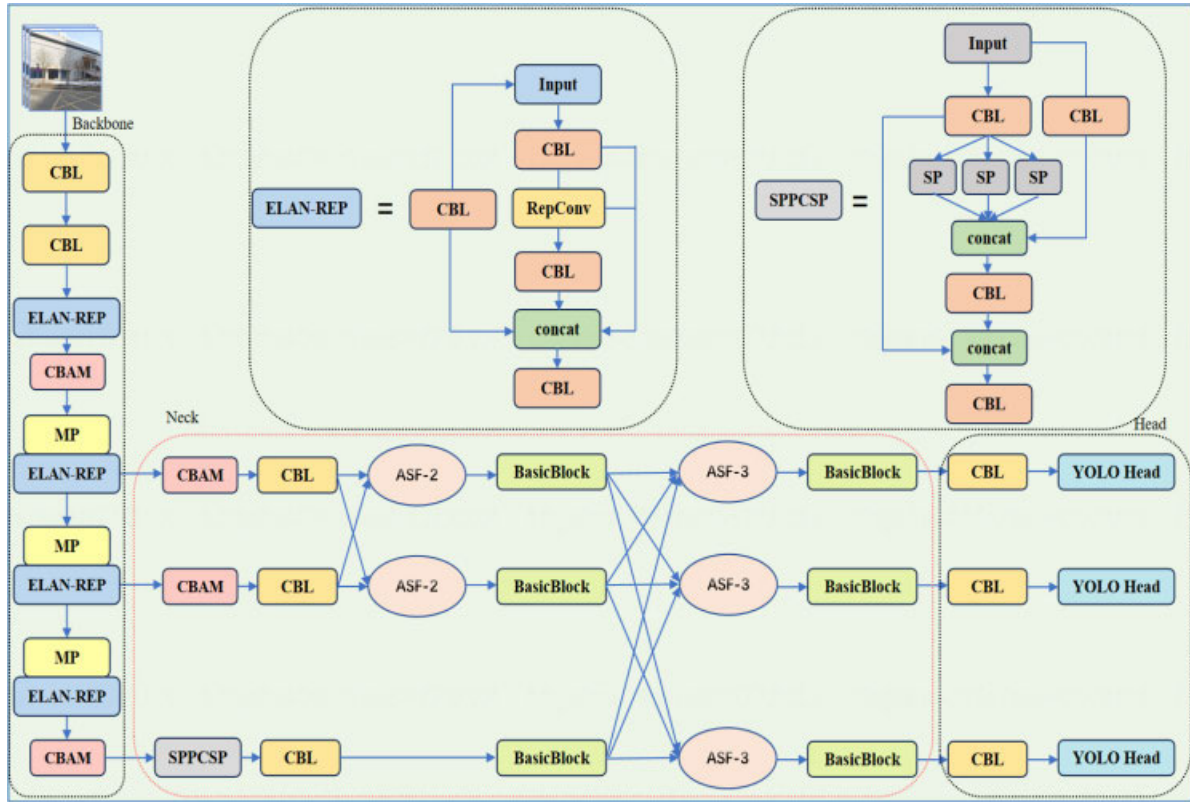 Backbone
CBL
CBL
ELAN-REP
CBAM
MP
ELAN-REP
MP
ELAN-REP
MP
ELAN-REP
CBAM
ELAN-REP = CBL
Input
CBL
RepConv
CBL
concat
CBL
SPPCSP =
Input
CBL CBL
SP SP SP
concat
CBL
concat
CBL
Neck
CBAM CBL ASF-2 BasicBlock ASF-3 BasicBlock
CBAM CBL ASF-2 BasicBlock ASF-3 BasicBlock
SPPCSP CBL BasicBlock ASF-3 BasicBlock
Head
CBL YOLO Head
CBL YOLO Head
CBL YOLO Head